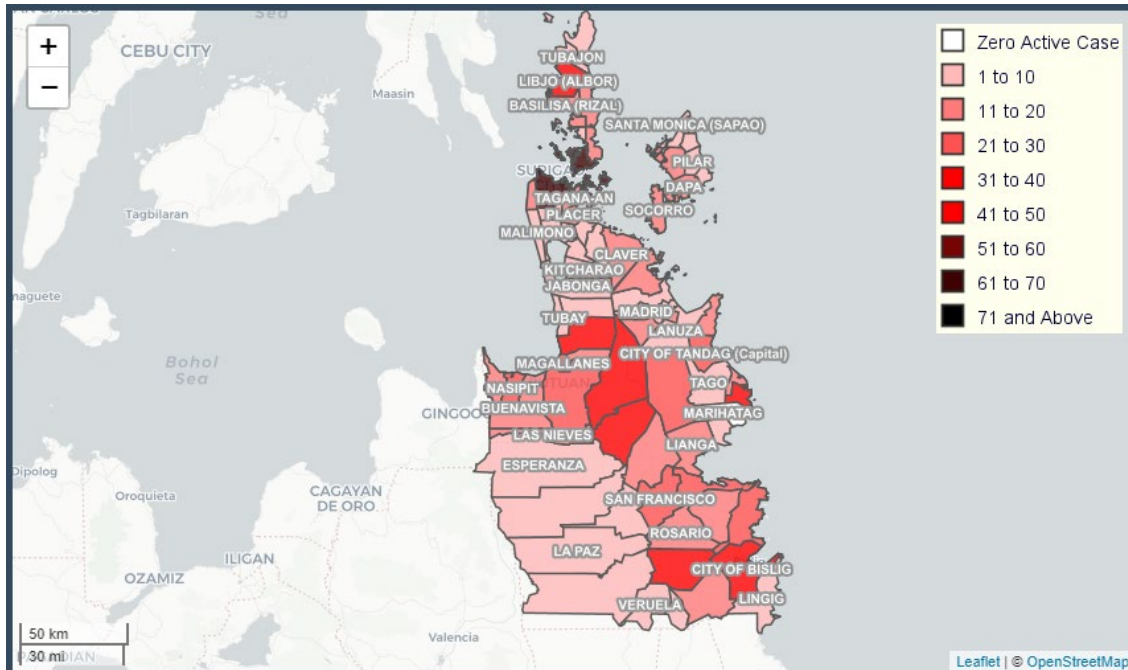 Sea
CEBU CITY
Maasin
Tagbilaran
Bohol
Sea
GINGOO
CAGAYAN
DE ORO
Dipolog
Oroquieta
ILIGAN
OZAMIZ
Valencia
+
−
TUBAJON
LIBJO (ALBOR)
BASILISA (RIZAL)
SANTA MONICA (SAPAO)
PILAR
SURIGA
DAPA
TAGANA-AN
SOCORRO
PLACER
MALIMONO
CLAVER
KITCHARAO
JABONGA
MADRID
TUBAY
LANUZA
CITY OF TANDAG (Capital)
MAGALLANES
TAGO
NASIPIT
BUENAVISTA
MARIHATAG
LAS NIEVES
LIANGA
ESPERANZA
SAN FRANCISCO
ROSARIO
LA PAZ
CITY OF BISLIG
VERUELA
LINGIG
Zero Active Case
1 to 10
11 to 20
21 to 30
31 to 40
41 to 50
51 to 60
61 to 70
71 and Above
50 km
30 mi
Leaflet | © OpenStreetMap